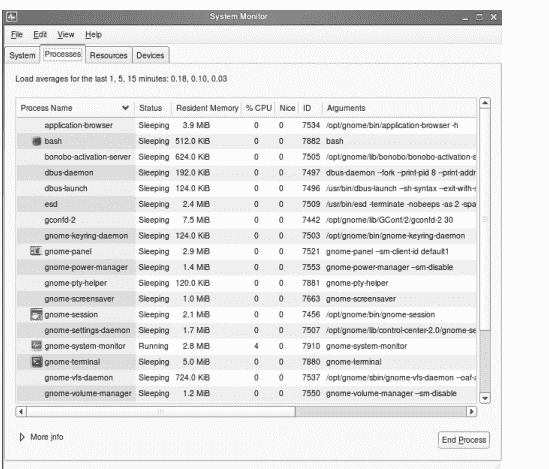 System Monitor
File Edit View Help
System Processes Resources Devices
Load averages for the last 1, 5, 15 minutes: 0.18, 0.10, 0.03
Process Name Status Resident Memory % CPU Nice ID Arguments
application-browser Sleeping 3.9 MiB 0 0 7534 /opt/gnome/bin/application-browser -h
bash Sleeping 512.0 KiB 0 0 7882 bash
bonobo-activation-server Sleeping 624.0 KiB 0 0 7505 /opt/gnome/lib/bonobo/bonobo-activation-s
dbus-daemon Sleeping 192.0 KiB 0 0 7497 dbus-daemon --fork --print-pid 8 --print-addr
dbus-launch Sleeping 124.0 KiB 0 0 7496 /usr/bin/dbus-launch --sh-syntax --exit-with-s
esd Sleeping 2.4 MiB 0 0 7509 /usr/bin/esd -terminate -nobeeps -as 2 -spa
gconfd-2 Sleeping 7.5 MiB 0 0 7442 /opt/gnome/lib/GConf/2/gconfd-2 30
gnome-keyring-daemon Sleeping 124.0 KiB 0 0 7503 /opt/gnome/bin/gnome-keyring-daemon
gnome-panel Sleeping 2.9 MiB 0 0 7521 gnome-panel --sm-client-id default1
gnome-power-manager Sleeping 1.4 MiB 0 0 7553 gnome-power-manager --sm-disable
gnome-pty-helper Sleeping 120.0 KiB 0 0 7881 gnome-pty-helper
gnome-screensaver Sleeping 1.0 MiB 0 0 7663 gnome-screensaver
gnome-session Sleeping 2.1 MiB 0 0 7456 /opt/gnome/bin/gnome-session
gnome-settings-daemon Sleeping 1.7 MiB 0 0 7507 /opt/gnome/lib/control-center-2.0/gnome-se
gnome-system-monitor Running 2.8 MiB 4 0 7910 gnome-system-monitor
gnome-terminal Sleeping 5.0 MiB 0 0 7880 gnome-terminal
gnome-vfs-daemon Sleeping 724.0 KiB 0 0 7537 /opt/gnome/sbin/gnome-vfs-daemon --oaf-a
gnome-volume-manager Sleeping 1.2 MiB 0 0 7550 gnome-volume-manager --sm-disable
More info
End Process